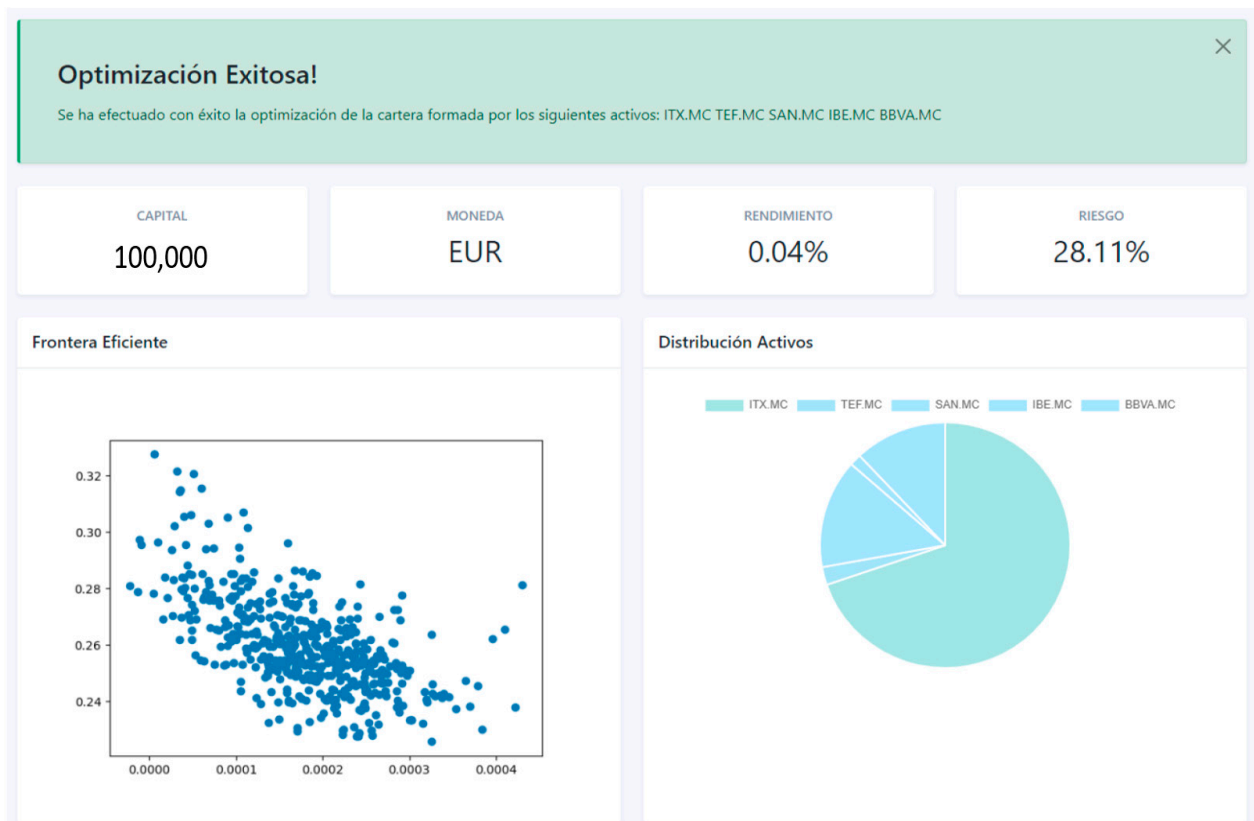 Optimización Exitosa!
Se ha efectuado con éxito la optimización de la cartera formada por los siguientes activos: ITX.MC TEF.MC SAN.MC IBE.MC BBVA.MC
CAPITAL
100,000
MONEDA
EUR
RENDIMIENTO
0.04%
RIESGO
28.11%
Frontera Eficiente
0.32
0.30
0.28
0.26
0.24
0.0000 0.0001 0.0002 0.0003 0.0004
Distribución Activos
ITX.MC TEF.MC SAN.MC IBE.MC BBVA.MC